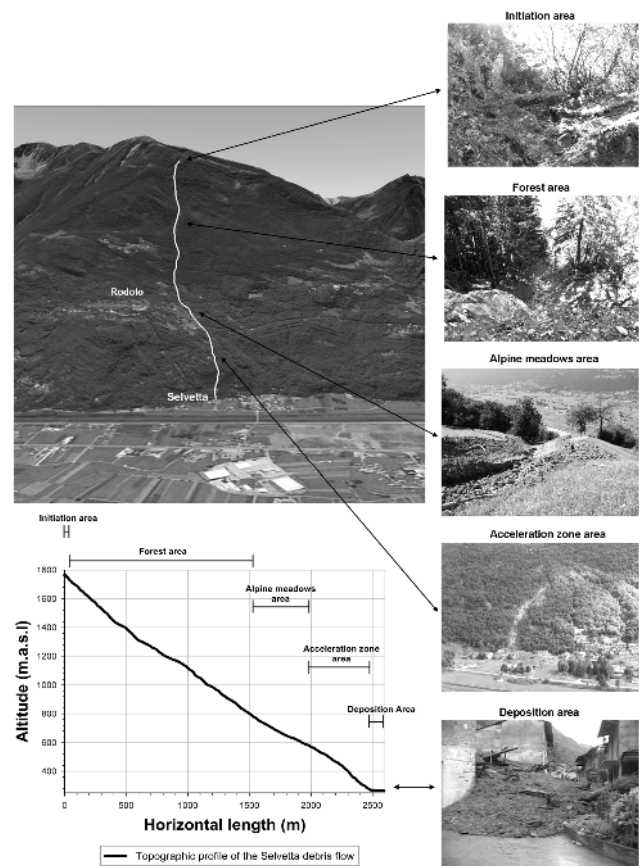 Initiation area
Forest area
Rodolo
Alpine meadows area
Selvetta
Acceleration zone area
Deposition area
Initiation area
Forest area
Alpine meadows
area
Acceleration zone
area
Deposition Area
Altitude (m.a.s.l)
1800
1600
1400
1200
1000
800
600
400
0
500
1000
1500
2000
2500
Horizontal length (m)
Topographic profile of the Selvetta debris flow